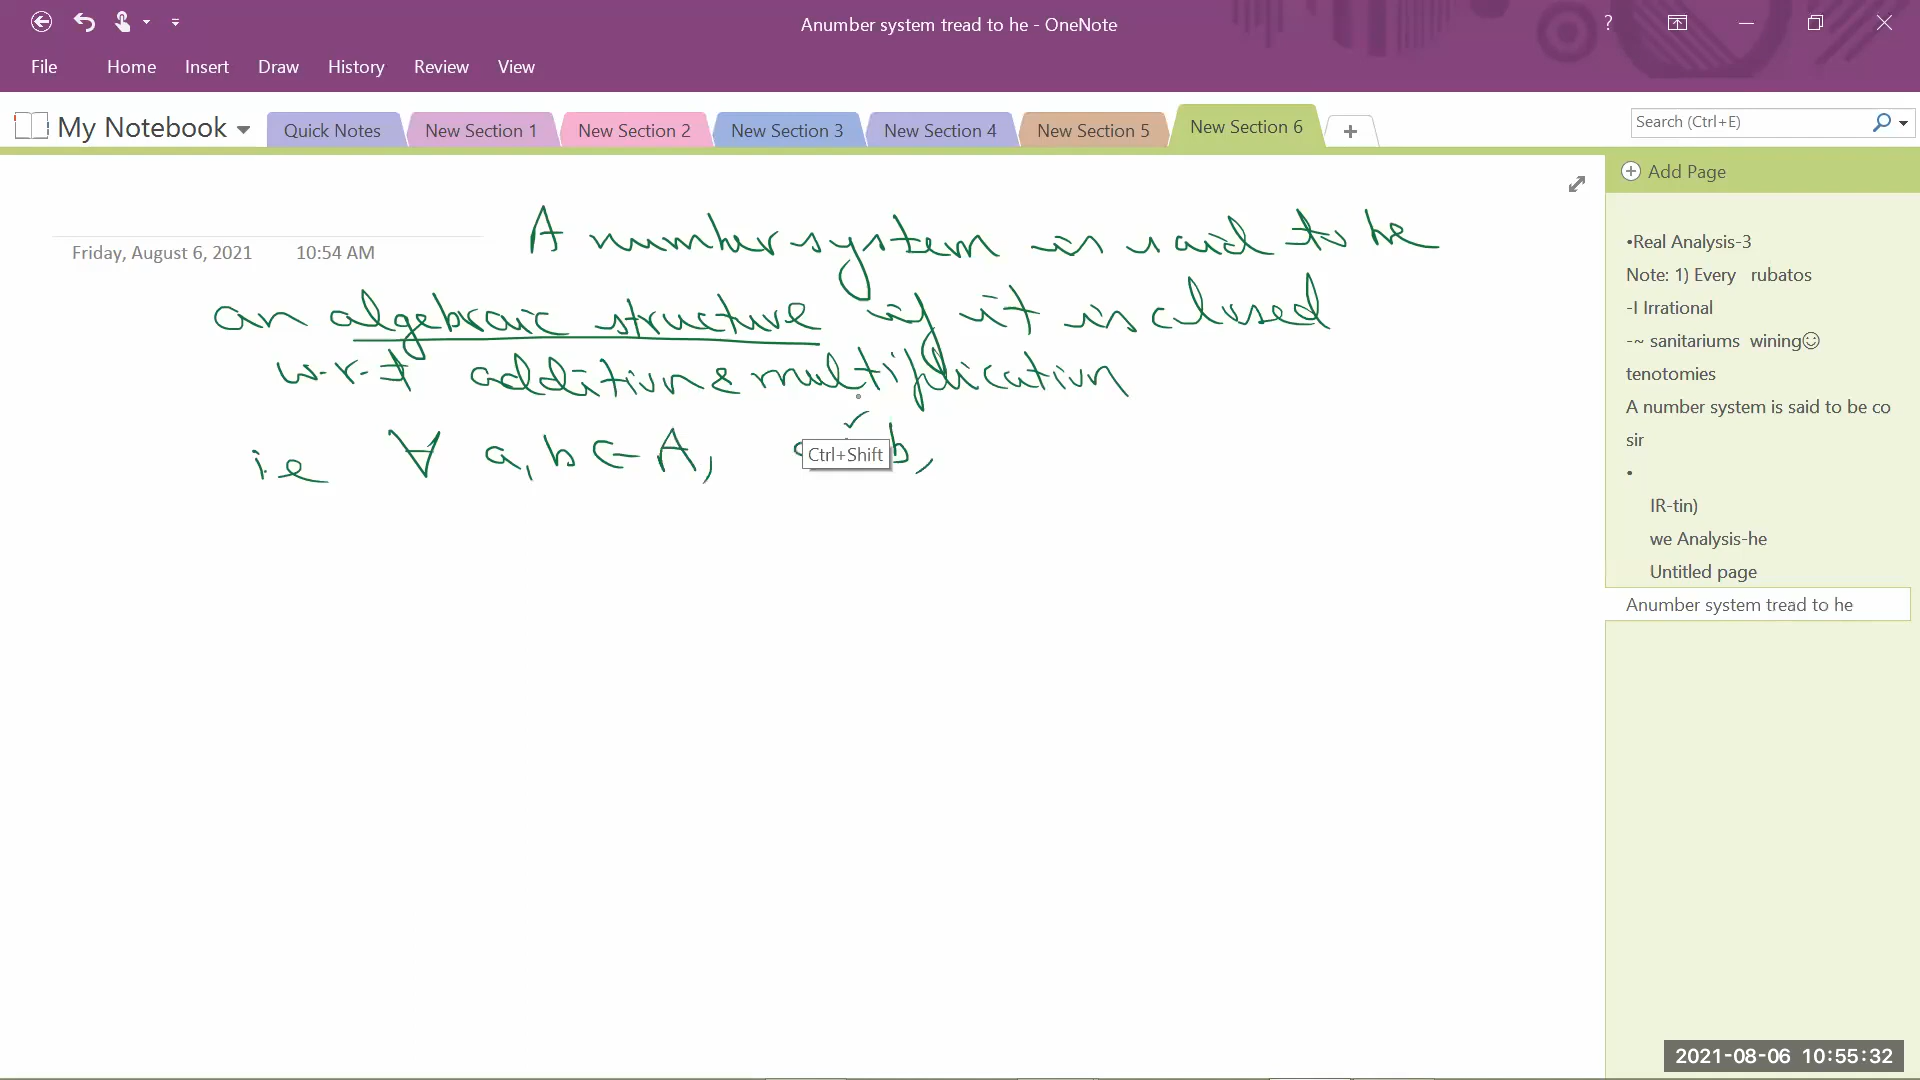 Anumber system tread to he - OneNote
?
File Home Insert Draw History Review View
My Notebook Quick Notes New Section 1 New Section 2 New Section 3 New Section 4 New Section 5 New Section 6 + Search (Ctrl+E)
Friday, August 6, 2021 10:54 AM
A number system is said to be
an algebraic structure if it is closed
w.r.t addition & multiplication
i.e ∀ a, b ∈ A, b,
Ctrl+Shift
Add Page
•Real Analysis-3
Note: 1) Every rubatos
-I Irrational
-~ sanitariums wining☺
tenotomies
A number system is said to be co
sir
•
IR-tin)
we Analysis-he
Untitled page
Anumber system tread to he
2021-08-06 10:55:32